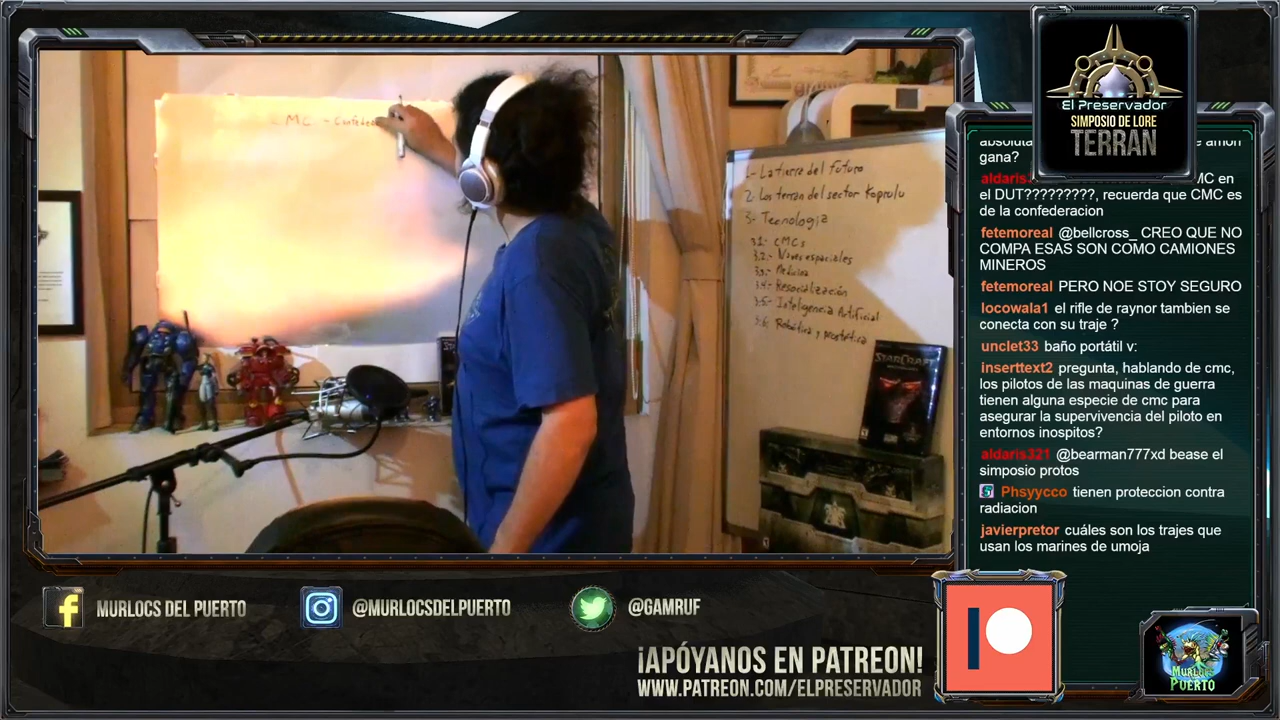 El Preservador
SIMPOSIO DE LORE
TERRAN
CMC -
1- La tierra del futuro
2- Los terran del sector Koprulu
3- Tecnología
3.1- CMCs
3.2- Naves espaciales
3.3- Medicina
3.4- Resocialización
3.5- Inteligencia Artificial
3.6 Robótica y prostética
STARCRAFT
gana?
MC en
el DUT?????????, recuerda que CMC es
de la confederacion
fetemoreal @bellcross_ CREO QUE NO
COMPA ESAS SON COMO CAMIONES
MINEROS
fetemoreal PERO NOE STOY SEGURO
locowala1 el rifle de raynor tambien se
conecta con su traje ?
unclet33 baño portátil v:
inserttext2 pregunta, hablando de cmc,
los pilotos de las maquinas de guerra
tienen alguna especie de cmc para
asegurar la supervivencia del piloto en
entornos inospitos?
aldaris321 @bearman777xd bease el
simposio protos
Phsyycco tienen proteccion contra
radiacion
javierpretor cuáles son los trajes que
usan los marines de umoja
MURLOCS DEL PUERTO
@MURLOCSDELPUERTO
@GAMRUF
¡APÓYANOS EN PATREON!
WWW.PATREON.COM/ELPRESERVADOR
MURLOCS
PUERTO